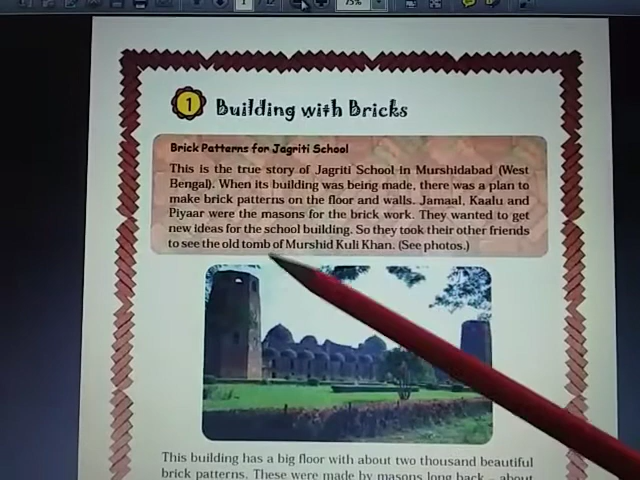 1
75%
1 Building with Bricks
Brick Patterns for Jagriti School
This is the true story of Jagriti School in Murshidabad (West
Bengal). When its building was being made, there was a plan to
make brick patterns on the floor and walls. Jamaal, Kaalu and
Piyaar were the masons for the brick work. They wanted to get
new ideas for the school building. So they took their other friends
to see the old tomb of Murshid Kuli Khan. (See photos.)
This building has a big floor with about two thousand beautiful
brick patterns. These were made by masons long back – about